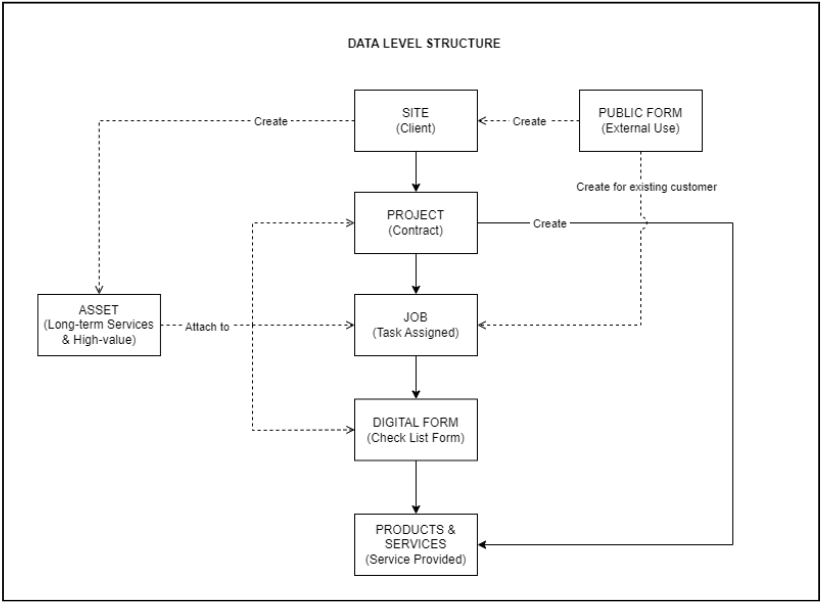 DATA LEVEL STRUCTURE
SITE
(Client)
PUBLIC FORM
(External Use)
Create
Create
Create for existing customer
PROJECT
(Contract)
Create
ASSET
(Long-term Services
& High-value)
Attach to
JOB
(Task Assigned)
DIGITAL FORM
(Check List Form)
PRODUCTS &
SERVICES
(Service Provided)